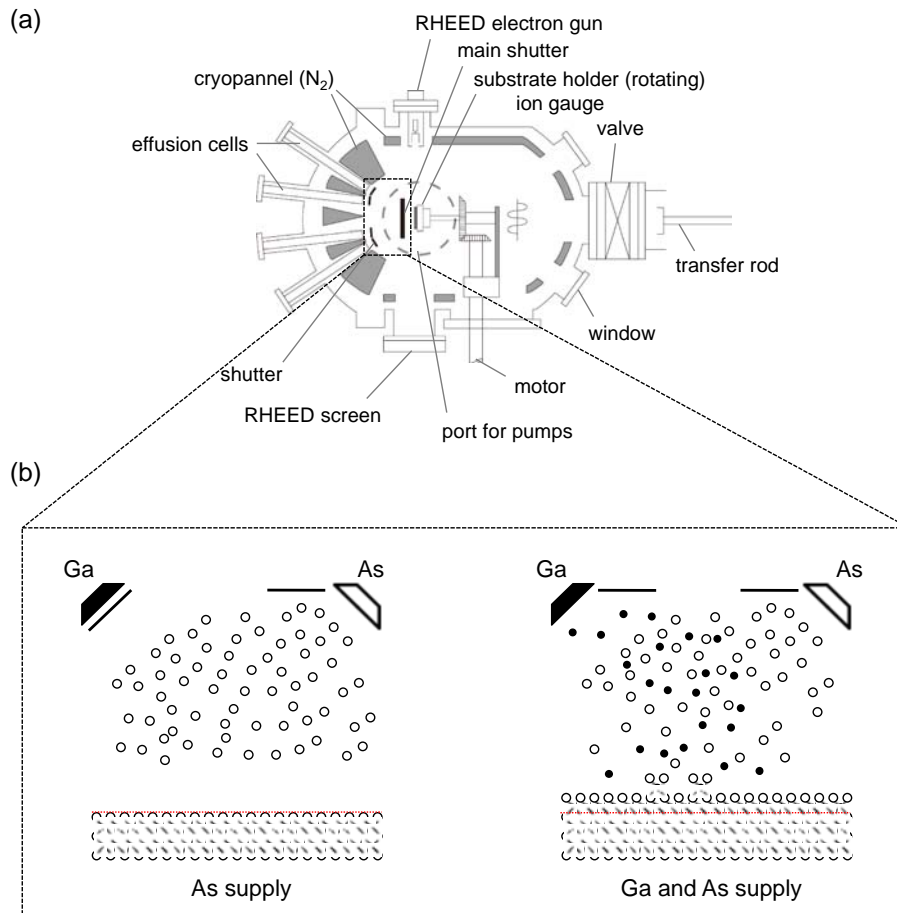 (a)
RHEED electron gun
main shutter
substrate holder (rotating)
ion gauge
cryopannel (N₂)
valve
effusion cells
transfer rod
window
shutter
motor
RHEED screen
port for pumps
(b)
Ga
As
Ga
As
As supply
Ga and As supply